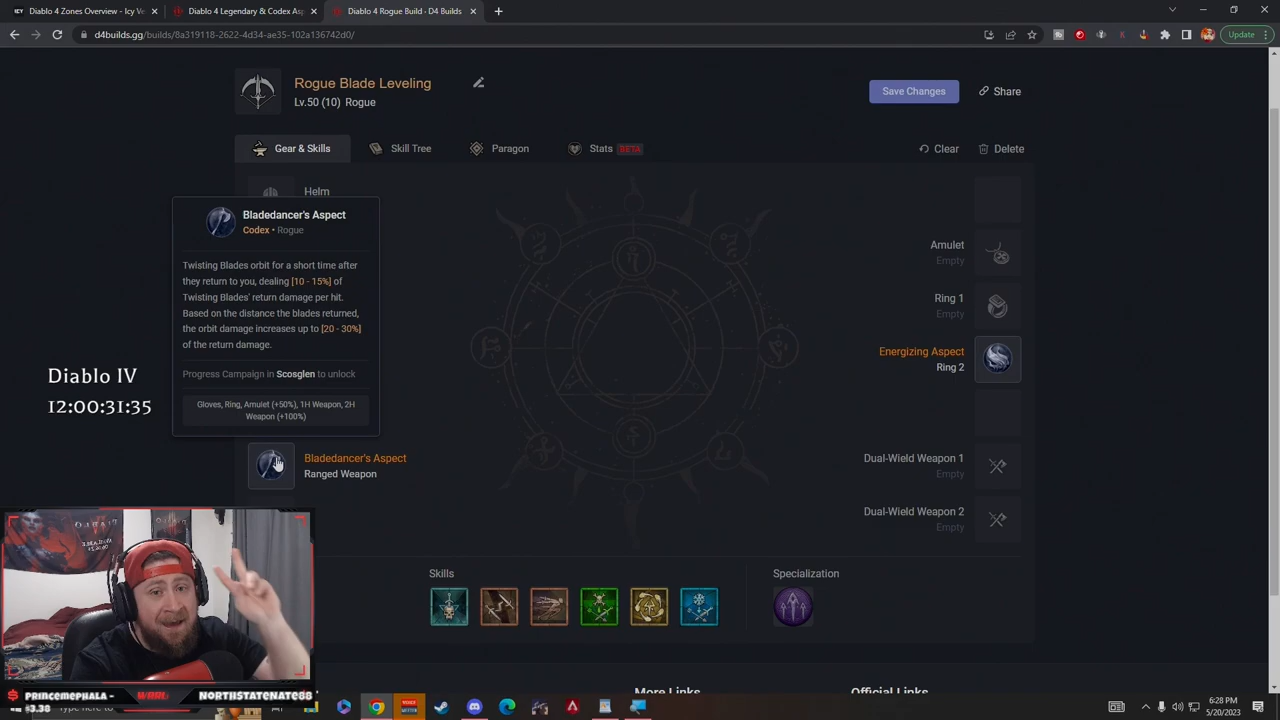 Diablo 4 Zones Overview - Icy Ve
Diablo 4 Legendary & Codex Asp
Diablo 4 Rogue Build - D4 Builds
d4builds.gg/builds/8a319118-2622-4d34-ae35-102a136742d0/
Update
Rogue Blade Leveling
Lv.50 (10) Rogue
Save Changes
Share
Gear & Skills
Skill Tree
Paragon
Stats BETA
Clear
Delete
Helm
Bladedancer's Aspect
Codex • Rogue
Twisting Blades orbit for a short time after
they return to you, dealing [10 - 15%] of
Twisting Blades' return damage per hit.
Based on the distance the blades returned,
the orbit damage increases up to [20 - 30%]
of the return damage.
Progress Campaign in Scosglen to unlock
Gloves, Ring, Amulet (+50%), 1H Weapon, 2H
Weapon (+100%)
Amulet
Empty
Ring 1
Empty
Energizing Aspect
Ring 2
Diablo IV
12:00:31:35
Bladedancer's Aspect
Ranged Weapon
Dual-Wield Weapon 1
Empty
Dual-Wield Weapon 2
Empty
Skills
Specialization
More Links
Official Links
PRINCEMEPHALA -
$3.38
NORTHSTATENATE88
6:28 PM
5/20/2023